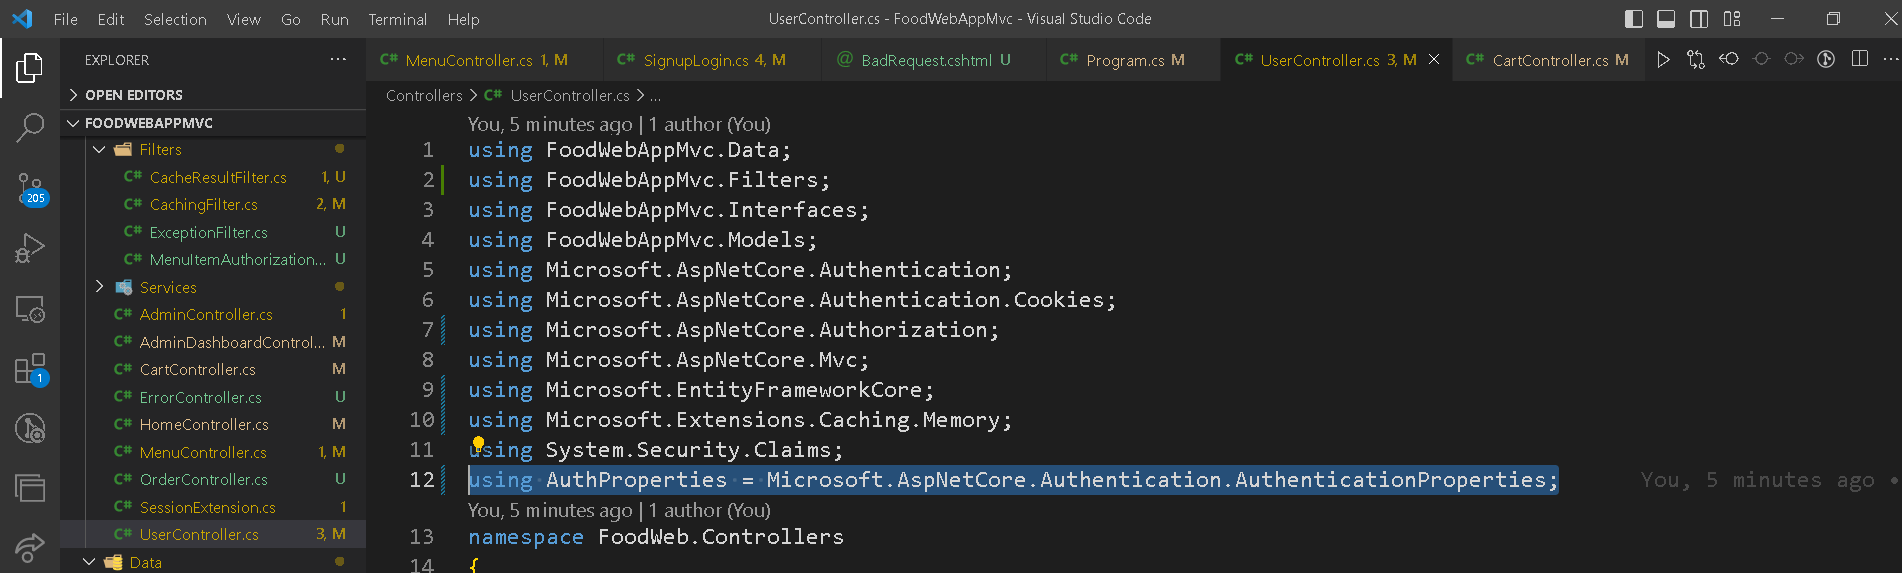 File Edit Selection View Go Run Terminal Help UserController.cs - FoodWebAppMvc - Visual Studio Code
EXPLORER ···
MenuController.cs 1, M SignupLogin.cs 4, M BadRequest.cshtml U Program.cs M UserController.cs 3, M CartController.cs M
OPEN EDITORS
FOODWEBAPPMVC
Filters
CacheResultFilter.cs 1, U
CachingFilter.cs 2, M
ExceptionFilter.cs U
MenuItemAuthorization... U
Services
AdminController.cs 1
AdminDashboardControl... M
CartController.cs M
ErrorController.cs U
HomeController.cs M
MenuController.cs 1, M
OrderController.cs U
SessionExtension.cs 1
UserController.cs 3, M
Data
205
1
Controllers > C# UserController.cs > ...
You, 5 minutes ago | 1 author (You)
1 using FoodWebAppMvc.Data;
2 using FoodWebAppMvc.Filters;
3 using FoodWebAppMvc.Interfaces;
4 using FoodWebAppMvc.Models;
5 using Microsoft.AspNetCore.Authentication;
6 using Microsoft.AspNetCore.Authentication.Cookies;
7 using Microsoft.AspNetCore.Authorization;
8 using Microsoft.AspNetCore.Mvc;
9 using Microsoft.EntityFrameworkCore;
10 using Microsoft.Extensions.Caching.Memory;
11 using System.Security.Claims;
12 using AuthProperties = Microsoft.AspNetCore.Authentication.AuthenticationProperties; You, 5 minutes ago •
You, 5 minutes ago | 1 author (You)
13 namespace FoodWeb.Controllers
14 {